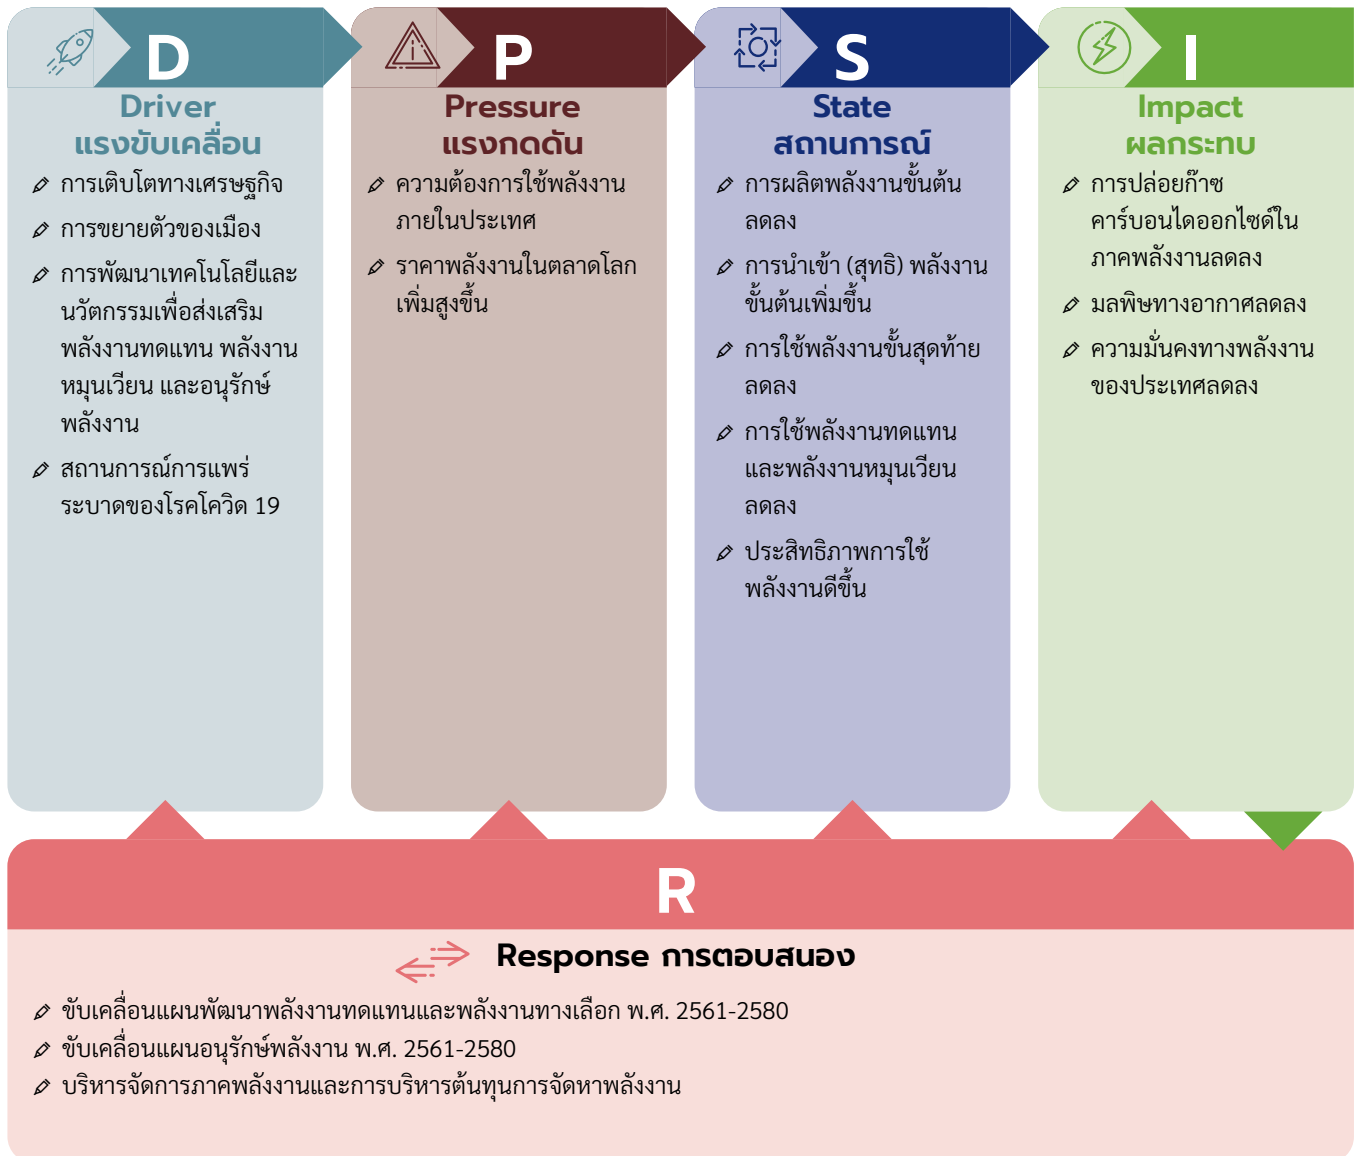 D
Driver
แรงขับเคลื่อน
การเติบโตทางเศรษฐกิจ
การขยายตัวของเมือง
การพัฒนาเทคโนโลยีและ
นวัตกรรมเพื่อส่งเสริม
พลังงานทดแทน พลังงาน
หมุนเวียน และอนุรักษ์
พลังงาน
สถานการณ์การแพร่
ระบาดของโรคโควิด 19
P
Pressure
แรงกดดัน
ความต้องการใช้พลังงาน
ภายในประเทศ
ราคาพลังงานในตลาดโลก
เพิ่มสูงขึ้น
S
State
สถานการณ์
การผลิตพลังงานขั้นต้น
ลดลง
การนำเข้า (สุทธิ) พลังงาน
ขั้นต้นเพิ่มขึ้น
การใช้พลังงานขั้นสุดท้าย
ลดลง
การใช้พลังงานทดแทน
และพลังงานหมุนเวียน
ลดลง
ประสิทธิภาพการใช้
พลังงานดีขึ้น
I
Impact
ผลกระทบ
การปล่อยก๊าซ
คาร์บอนไดออกไซด์ใน
ภาคพลังงานลดลง
มลพิษทางอากาศลดลง
ความมั่นคงทางพลังงาน
ของประเทศลดลง
R
Response การตอบสนอง
ขับเคลื่อนแผนพัฒนาพลังงานทดแทนและพลังงานทางเลือก พ.ศ. 2561-2580
ขับเคลื่อนแผนอนุรักษ์พลังงาน พ.ศ. 2561-2580
บริหารจัดการภาคพลังงานและการบริหารต้นทุนการจัดหาพลังงาน